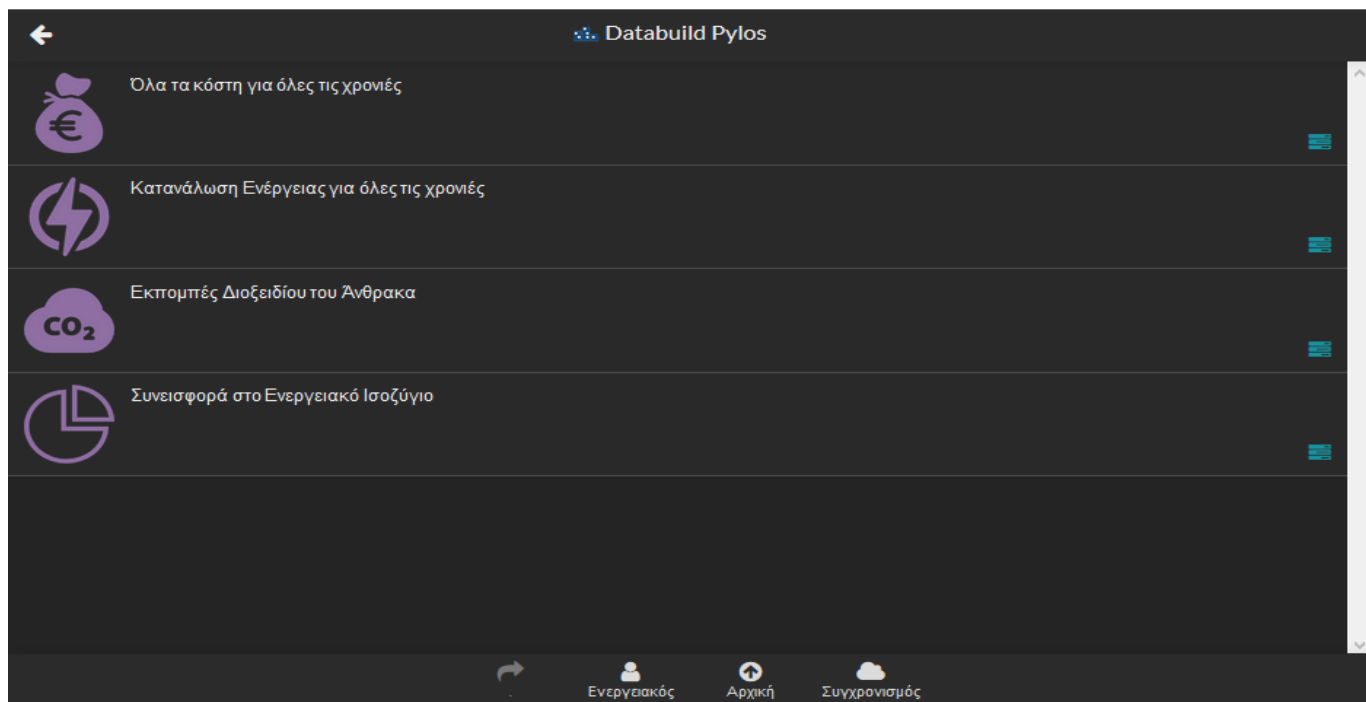 Databuild Pylos
Όλα τα κόστη για όλες τις χρονιές
€
Κατανάλωση Ενέργειας για όλες τις χρονιές
Εκπομπές Διοξειδίου του Άνθρακα
CO₂
Συνεισφορά στο Ενεργειακό Ισοζύγιο
. Ενεργειακός Αρχική Συγχρονισμός